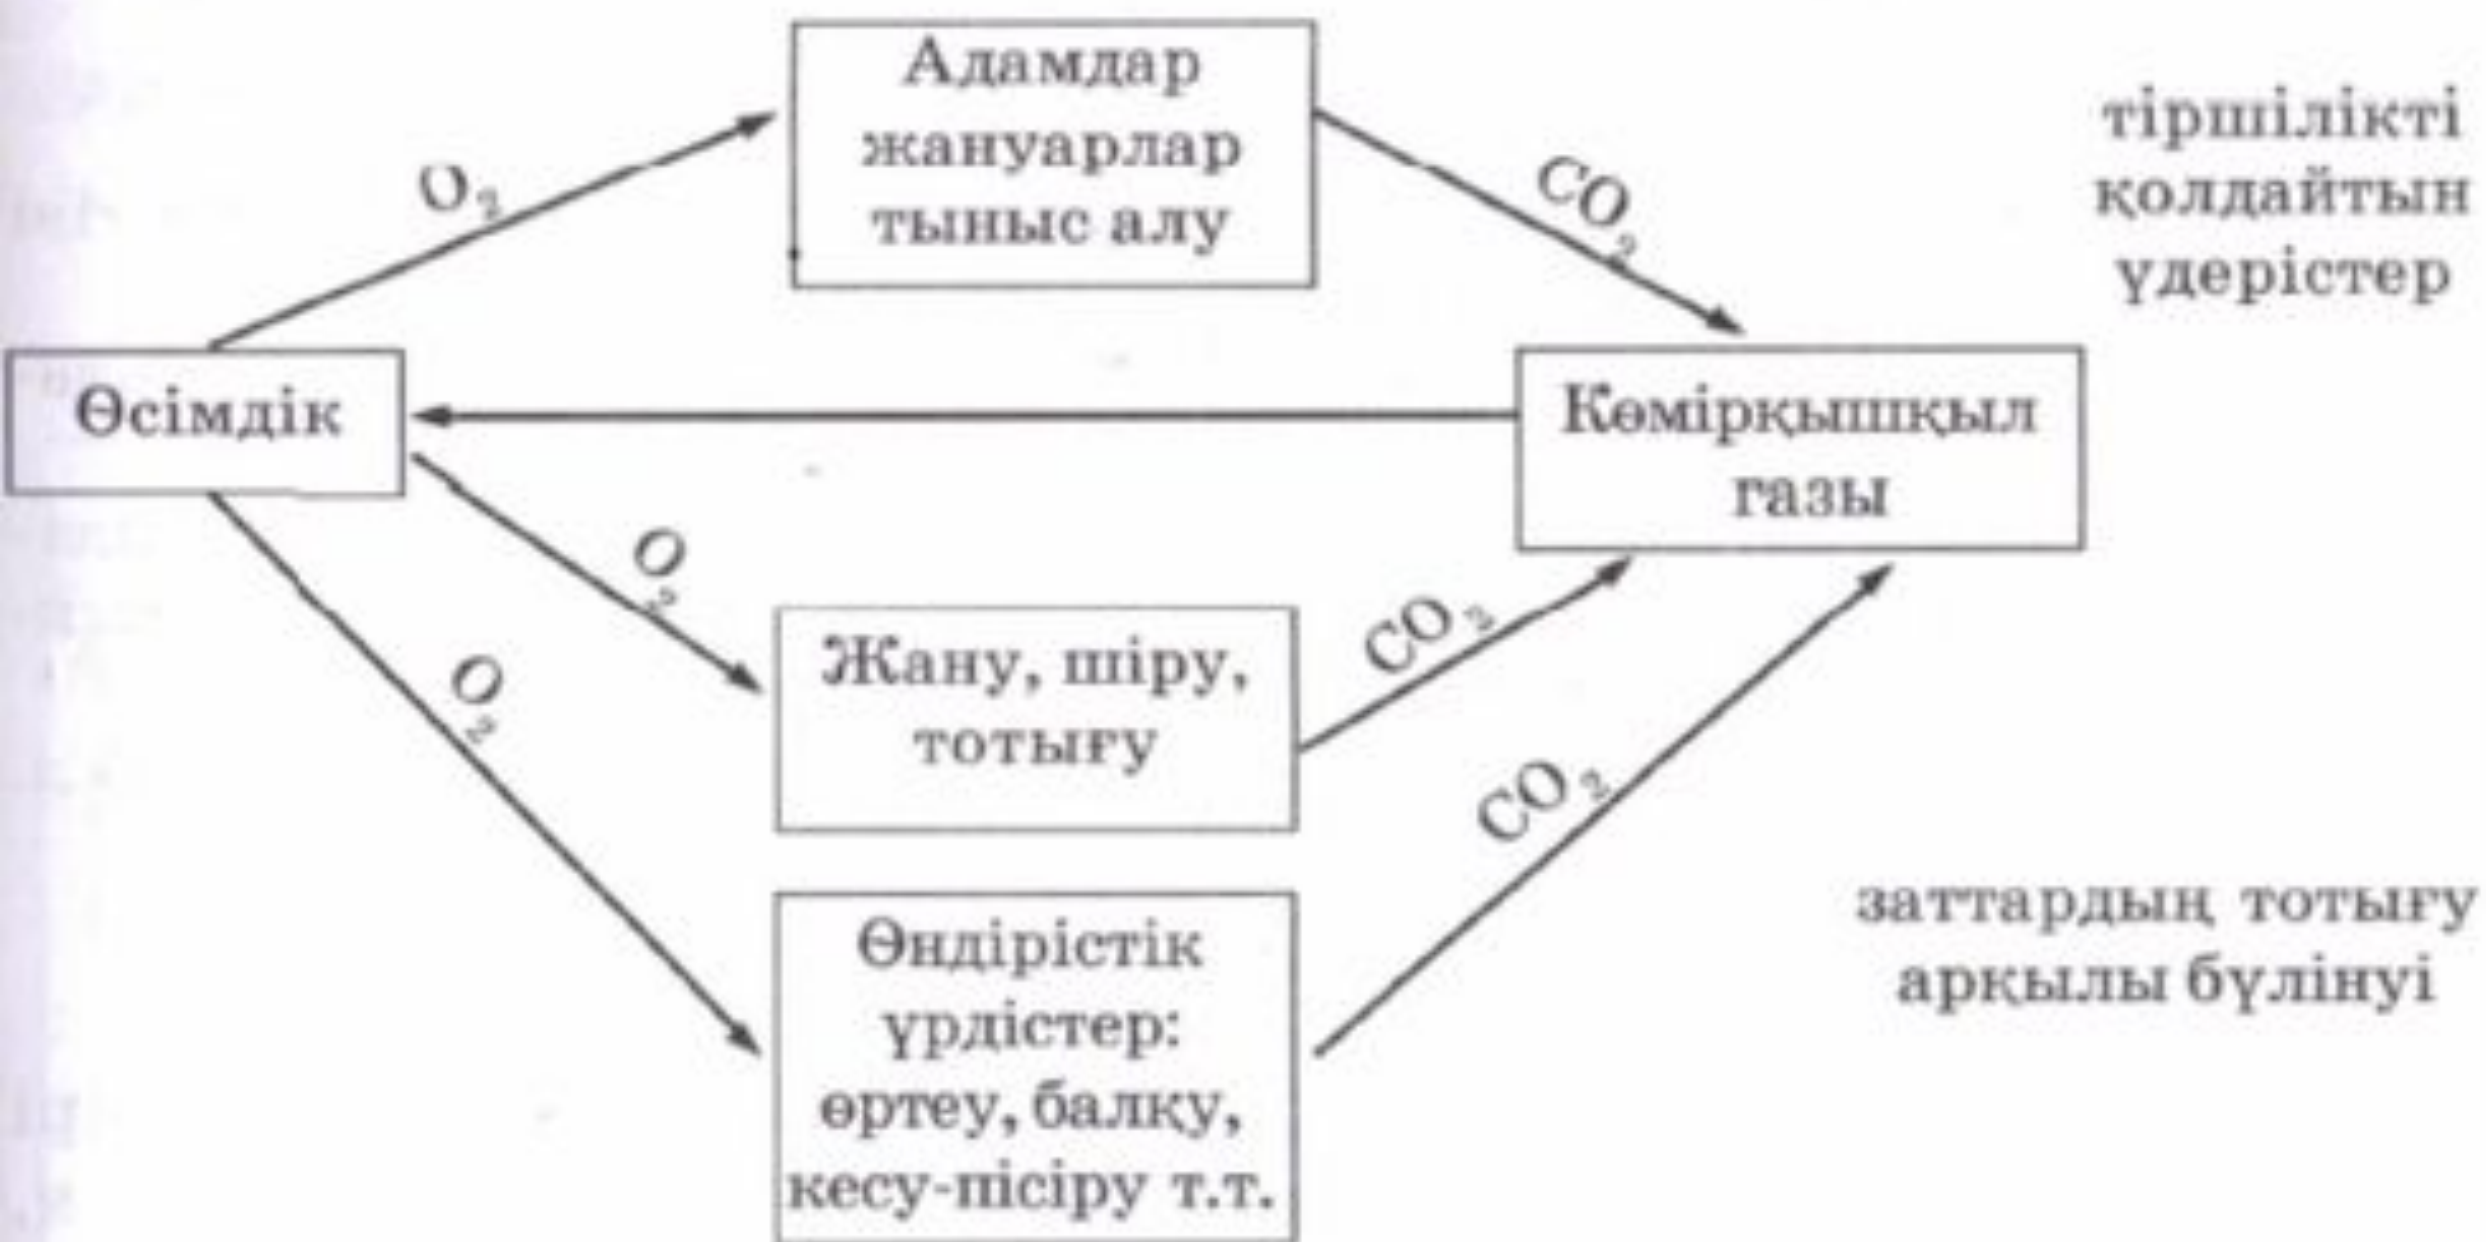 Адамдар
жануарлар
тыныс алу
тіршілікті
қолдайтын
үдерістер
O₂
CO₂
Өсімдік
Көмірқышқыл
газы
O₂
CO₂
Жану, шіру,
тотығу
O₂
CO₂
Өндірістік
үрдістер:
өртеу, балқу,
кесу-пісіру т.т.
заттардың тотығу
арқылы бүлінуі